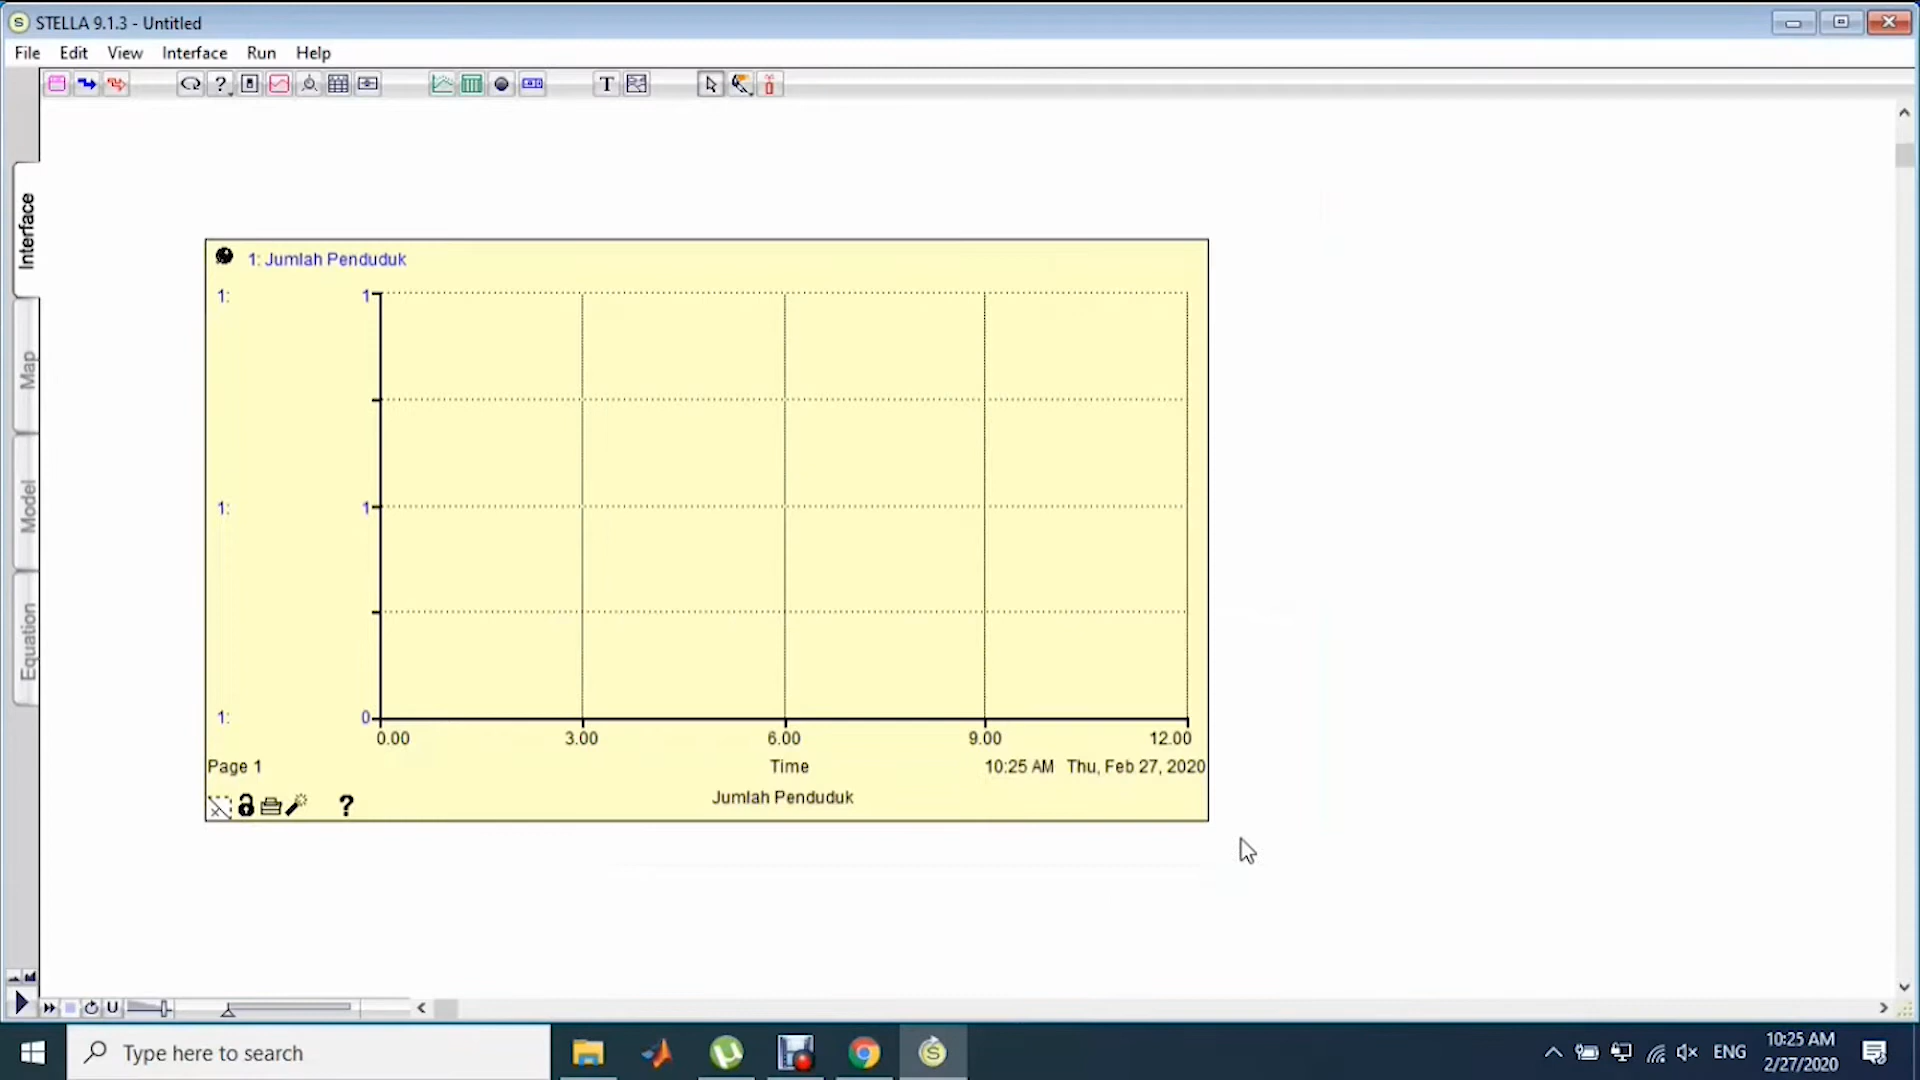 STELLA 9.1.3 - Untitled
File Edit View Interface Run Help
? T
Interface
Map
Model
Equation
1: Jumlah Penduduk
1: 1
1: 1
1: 0
0.00 3.00 6.00 9.00 12.00
Page 1 Time 10:25 AM Thu, Feb 27, 2020
? Jumlah Penduduk
U
Type here to search
ENG
10:25 AM
2/27/2020